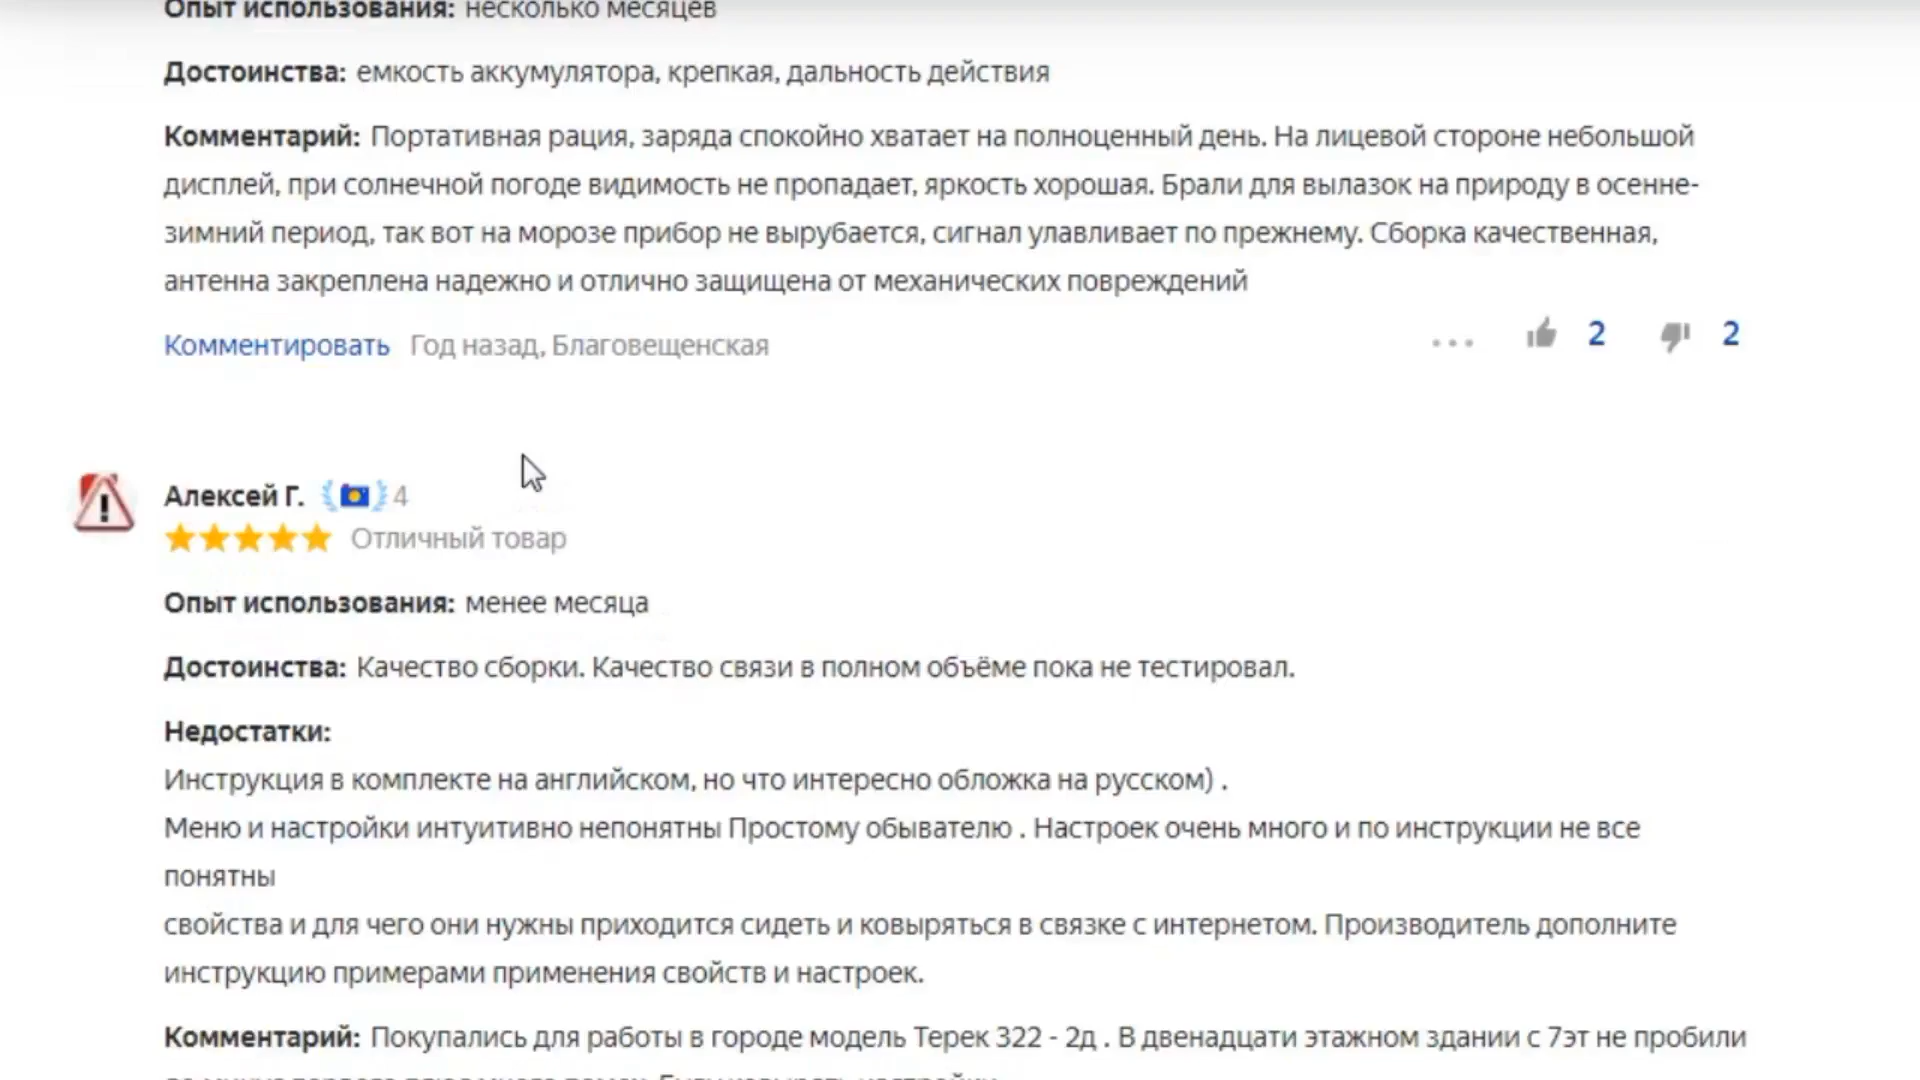 Опыт использования: несколько месяцев
Достоинства: емкость аккумулятора, крепкая, дальность действия
Комментарий: Портативная рация, заряда спокойно хватает на полноценный день. На лицевой стороне небольшой
дисплей, при солнечной погоде видимость не пропадает, яркость хорошая. Брали для вылазок на природу в осенне-
зимний период, так вот на морозе прибор не вырубается, сигнал улавливает по прежнему. Сборка качественная,
антенна закреплена надежно и отлично защищена от механических повреждений
Комментировать Год назад, Благовещенская ... 2 2
Алексей Г. 4
Отличный товар
Опыт использования: менее месяца
Достоинства: Качество сборки. Качество связи в полном объёме пока не тестировал.
Недостатки:
Инструкция в комплекте на английском, но что интересно обложка на русском) .
Меню и настройки интуитивно непонятны Простому обывателю . Настроек очень много и по инструкции не все
понятны
свойства и для чего они нужны приходится сидеть и ковыряться в связке с интернетом. Производитель дополните
инструкцию примерами применения свойств и настроек.
Комментарий: Покупались для работы в городе модель Терек 322 - 2д . В двенадцати этажном здании с 7эт не пробили